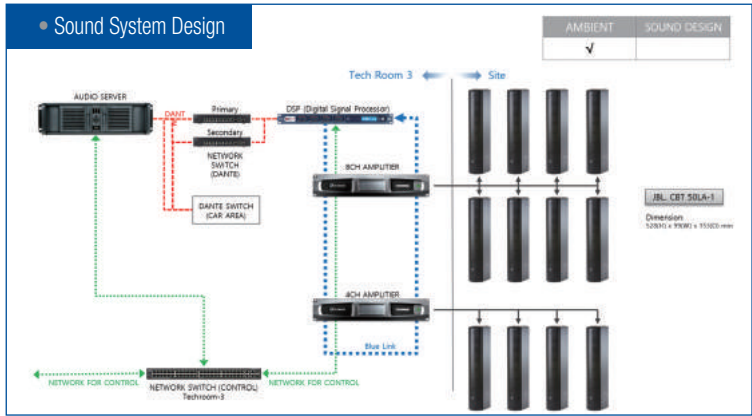 • Sound System Design
AMBIENT SOUND DESIGN
√
Tech Room 3 Site
AUDIO SERVER
DANT
Primary
DSP (Digital Signal Processor)
Secondary
NETWORK
SWITCH
(DANTE)
8CH AMPLITIER
DANTE SWITCH
(CAR AREA)
JBL. CBT 50LA-1
Dimension
4CH AMPLITIER
Blue Link
NETWORK FOR CONTROL
NETWORK SWITCH (CONTROL)
Techroom-3
NETWORK FOR CONTROL